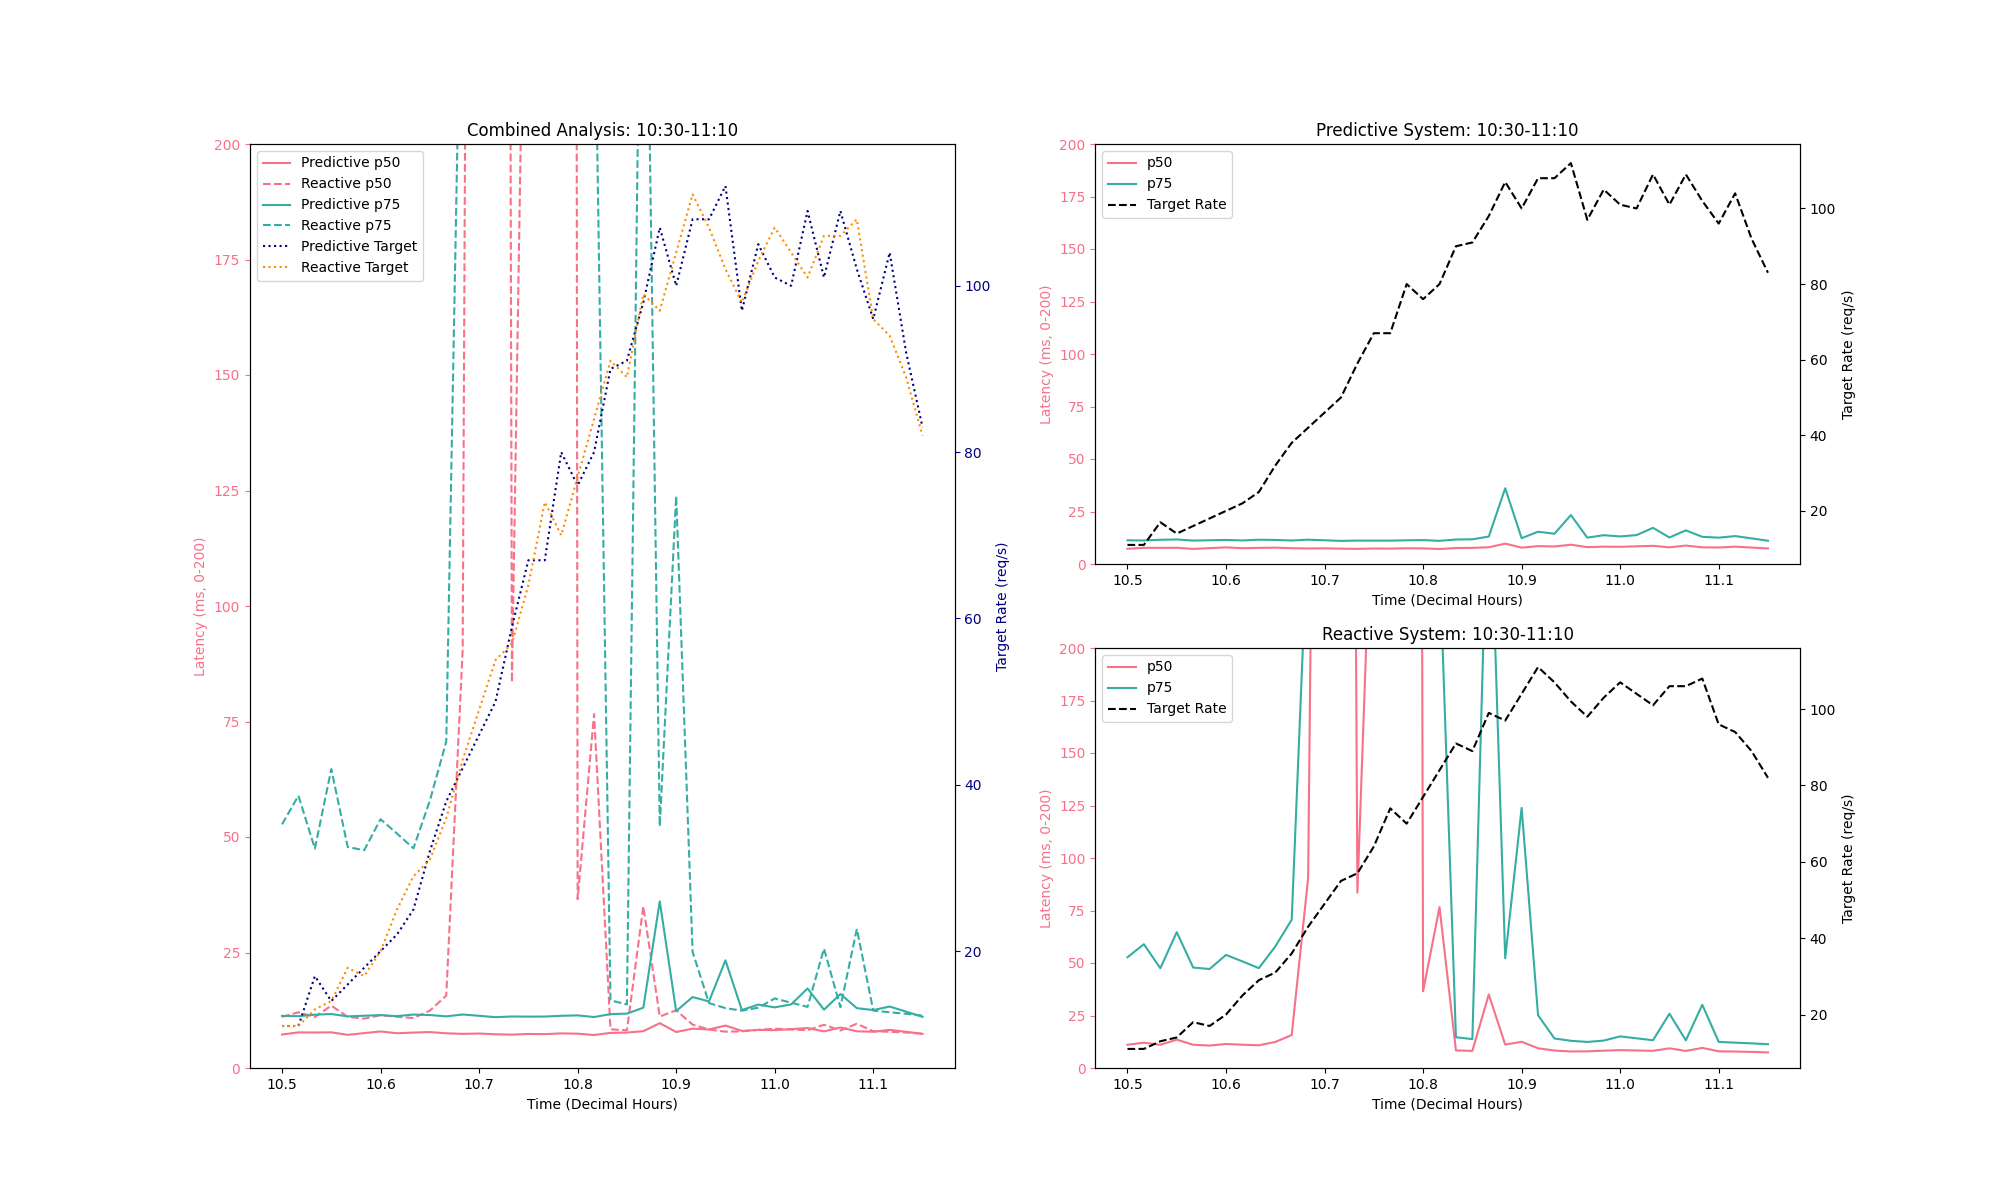 Combined Analysis: 10:30-11:10
Predictive p50
Reactive p50
Predictive p75
Reactive p75
Predictive Target
Reactive Target
200
175
150
125
100
75
50
25
0
Latency (ms, 0-200)
10.5 10.6 10.7 10.8 10.9 11.0 11.1
Time (Decimal Hours)
100
80
60
40
20
Target Rate (req/s)
Predictive System: 10:30-11:10
p50
p75
Target Rate
200
175
150
125
100
75
50
25
0
Latency (ms, 0-200)
10.5 10.6 10.7 10.8 10.9 11.0 11.1
Time (Decimal Hours)
100
80
60
40
20
Target Rate (req/s)
Reactive System: 10:30-11:10
p50
p75
Target Rate
200
175
150
125
100
75
50
25
0
Latency (ms, 0-200)
10.5 10.6 10.7 10.8 10.9 11.0 11.1
Time (Decimal Hours)
100
80
60
40
20
Target Rate (req/s)